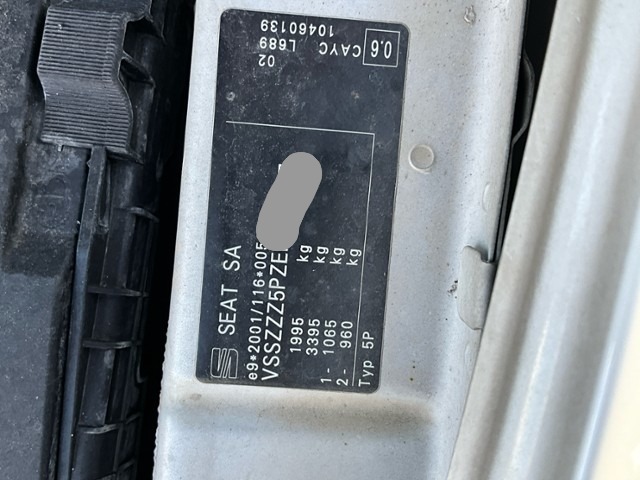 SEAT SA
e9*2001/116*005
VSSZZZ5PZE
1995 kg
3395 kg
1- 1065 kg
2- 960 kg
Typ 5P
02
10460139
L689
CAYC
0.6